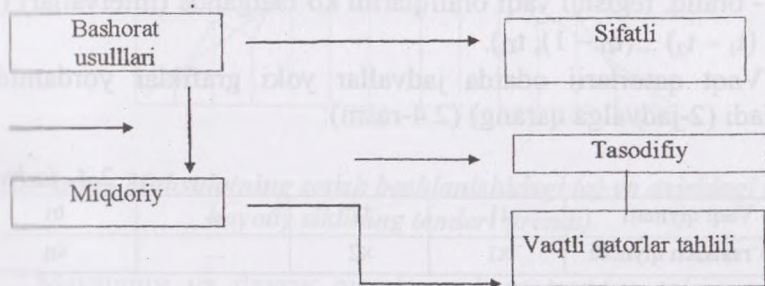 Bashorat
usulllari
Sifatli
Tasodifiy
Miqdoriy
Vaqtli qatorlar tahlili